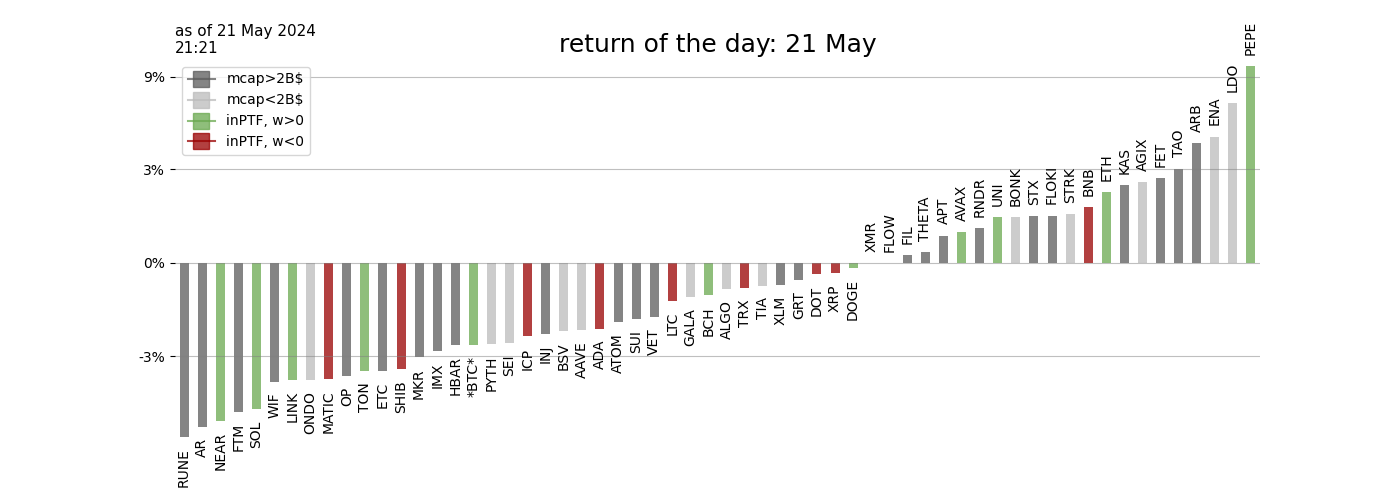 as of 21 May 2024
21:21
return of the day: 21 May
mcap>2B$
mcap<2B$
inPTF, w>0
inPTF, w<0
9%
3%
0%
-3%
RUNE
AR
NEAR
FTM
SOL
WIF
LINK
ONDO
MATIC
OP
TON
ETC
SHIB
MKR
IMX
HBAR
*BTC*
PYTH
SEI
ICP
INJ
BSV
AAVE
ADA
ATOM
SUI
VET
LTC
GALA
BCH
ALGO
TRX
TIA
XLM
GRT
DOT
XRP
DOGE
XMR
FLOW
FIL
THETA
APT
AVAX
RNDR
UNI
BONK
STX
FLOKI
STRK
BNB
ETH
KAS
AGIX
FET
TAO
ARB
ENA
LDO
PEPE